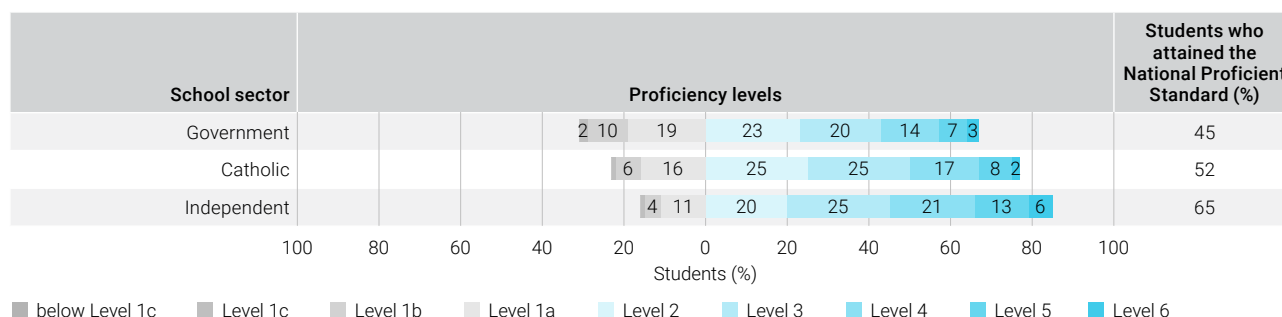 Students who
attained the
National Proficient
School sector Proficiency levels Standard (%)
Government 2 10 19 23 20 14 7 3 45
Catholic 6 16 25 25 17 8 2 52
Independent 4 11 20 25 21 13 6 65
100 80 60 40 20 0 20 40 60 80 100
Students (%)
below Level 1c Level 1c Level 1b Level 1a Level 2 Level 3 Level 4 Level 5 Level 6